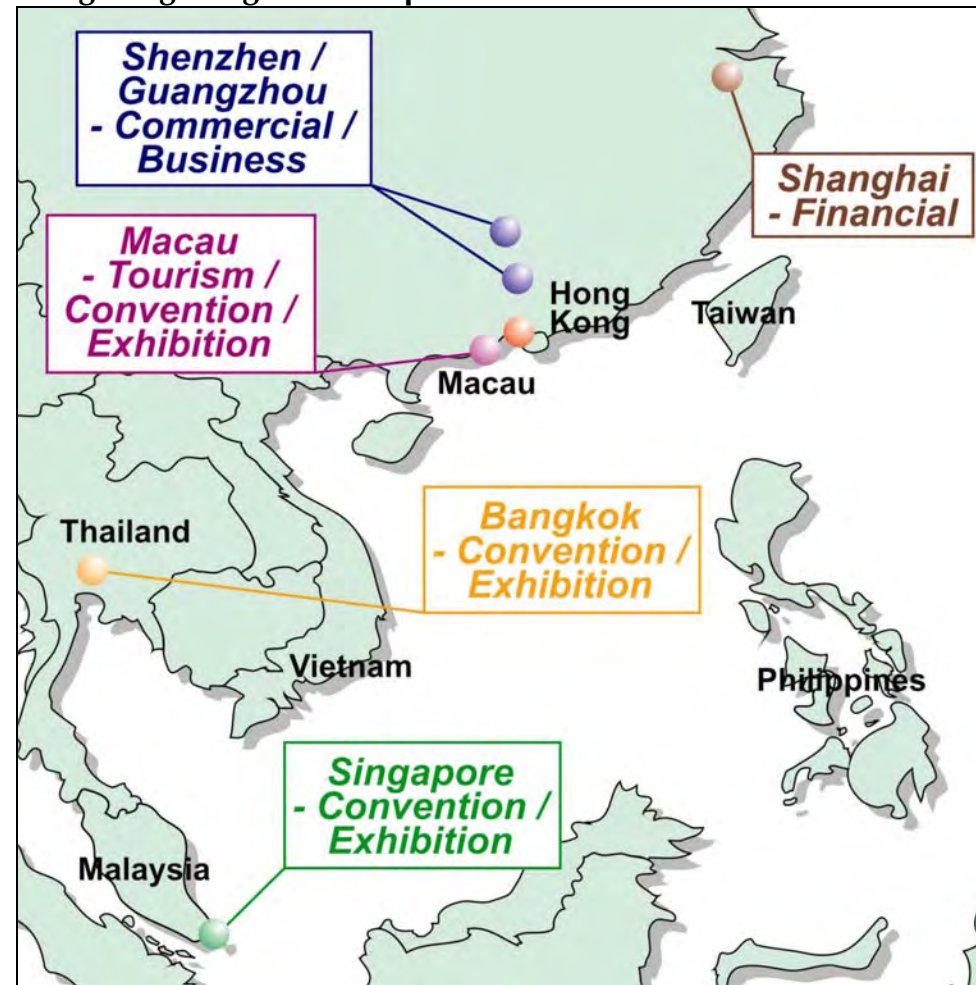 Shenzhen /
Guangzhou
- Commercial /
Business
Shanghai
- Financial
Macau
- Tourism /
Convention /
Exhibition
Hong
Kong
Taiwan
Macau
Bangkok
- Convention /
Exhibition
Thailand
Vietnam
Philippines
Singapore
- Convention /
Exhibition
Malaysia